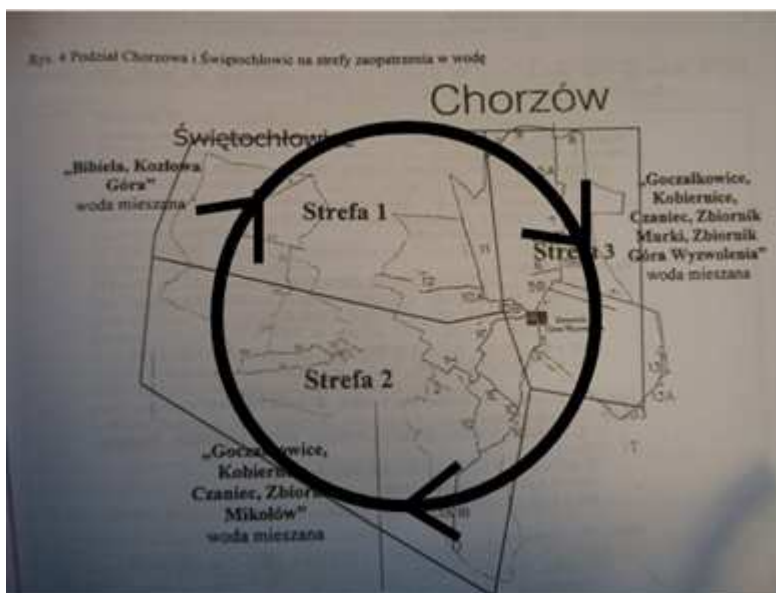 Rys. 4 Podział Chorzowa i Świętochłowic na strefy zaopatrzenia w wodę
Chorzów
Świętochłowice
„Bibiela, Kozłowa
Góra”
woda mieszana
Strefa 1
„Goczałkowice,
Kobiernice,
Czaniec, Zbiornik
Murki, Zbiornik
Góra Wyzwolenia”
woda mieszana
Strefa 3
Strefa 2
„Goczałkowice,
Kobiernice,
Czaniec, Zbiornik
Mikołów”
woda mieszana